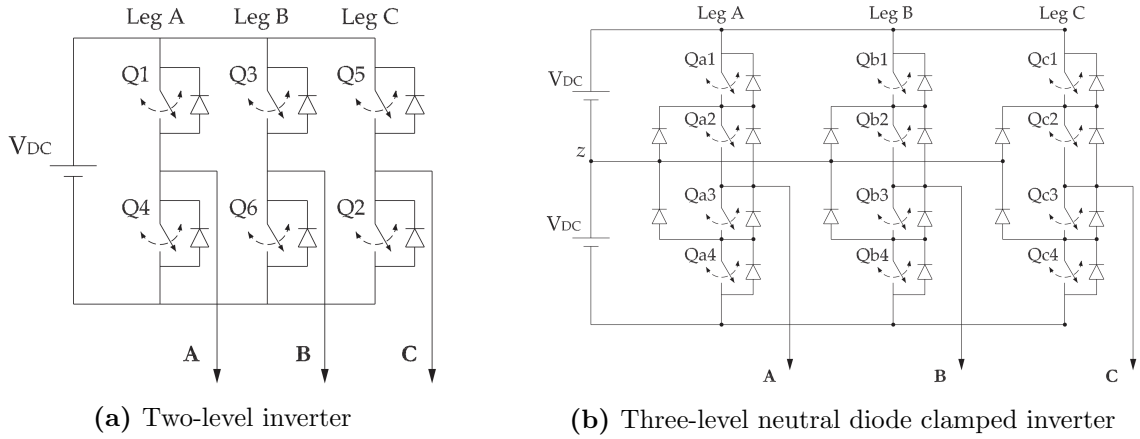 Leg A Leg B Leg C
Q1 Q3 Q5
VDC
Q4 Q6 Q2
A B C
(a) Two-level inverter
Leg A Leg B Leg C
Qa1 Qb1 Qc1
VDC
Qa2 Qb2 Qc2
z
Qa3 Qb3 Qc3
VDC
Qa4 Qb4 Qc4
A B C
(b) Three-level neutral diode clamped inverter